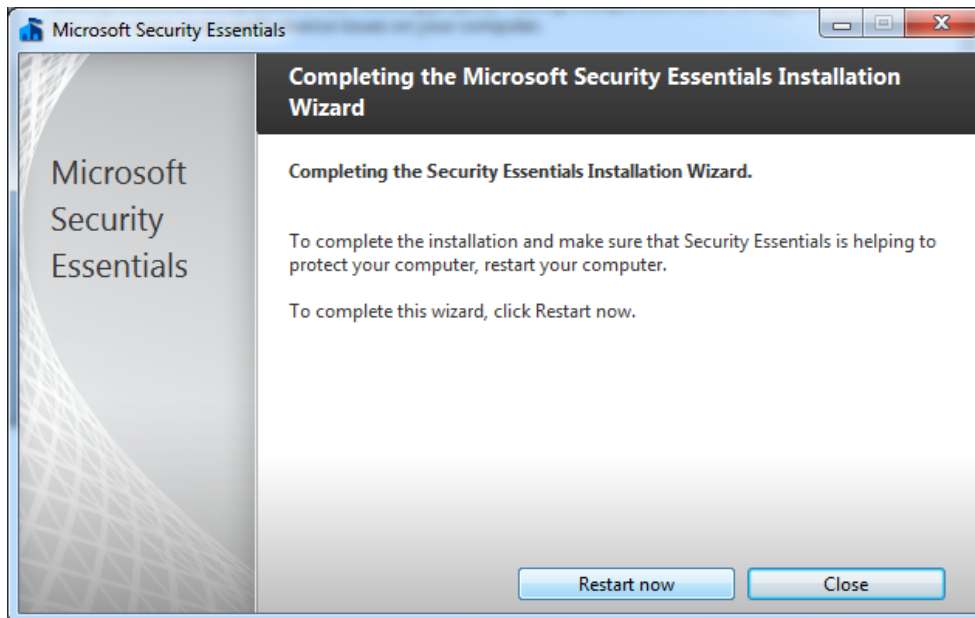 Microsoft Security Essentials
Completing the Microsoft Security Essentials Installation
Wizard
Microsoft
Security
Essentials
Completing the Security Essentials Installation Wizard.
To complete the installation and make sure that Security Essentials is helping to
protect your computer, restart your computer.
To complete this wizard, click Restart now.
Restart now
Close